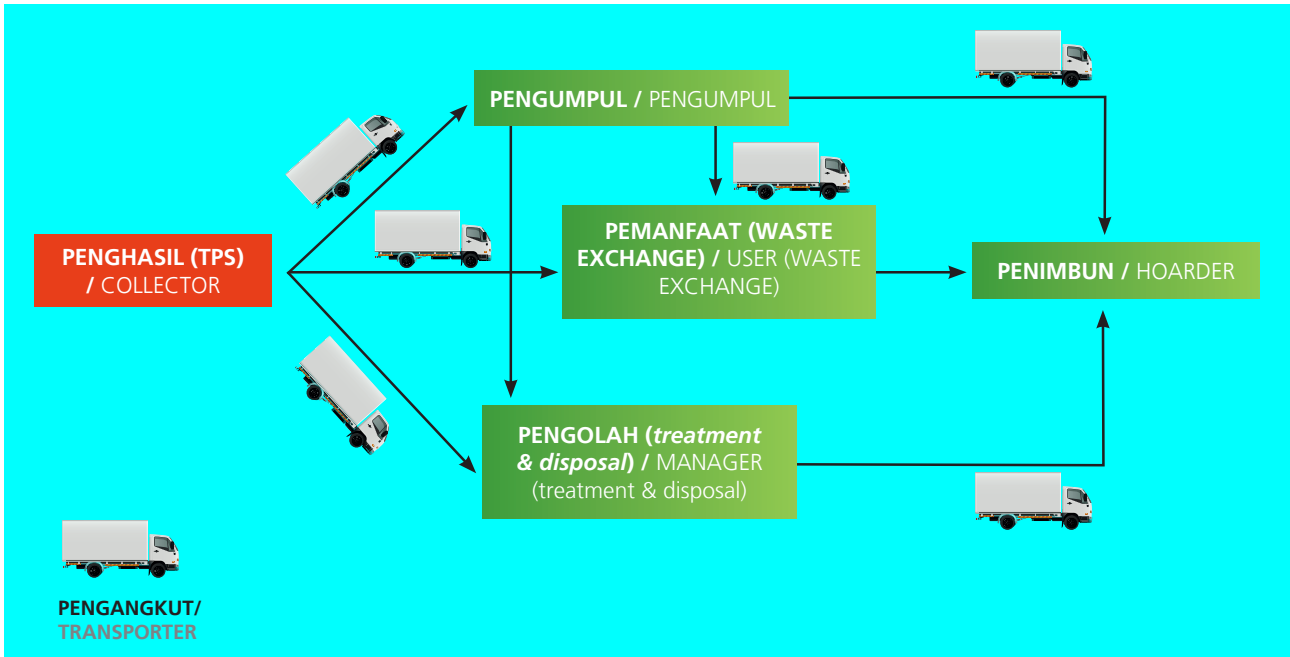 PENGUMPUL / PENGUMPUL
PENGHASIL (TPS)
/ COLLECTOR
PEMANFAAT (WASTE
EXCHANGE) / USER (WASTE
EXCHANGE)
PENIMBUN / HOARDER
PENGOLAH (treatment
& disposal) / MANAGER
(treatment & disposal)
PENGANGKUT/
TRANSPORTER